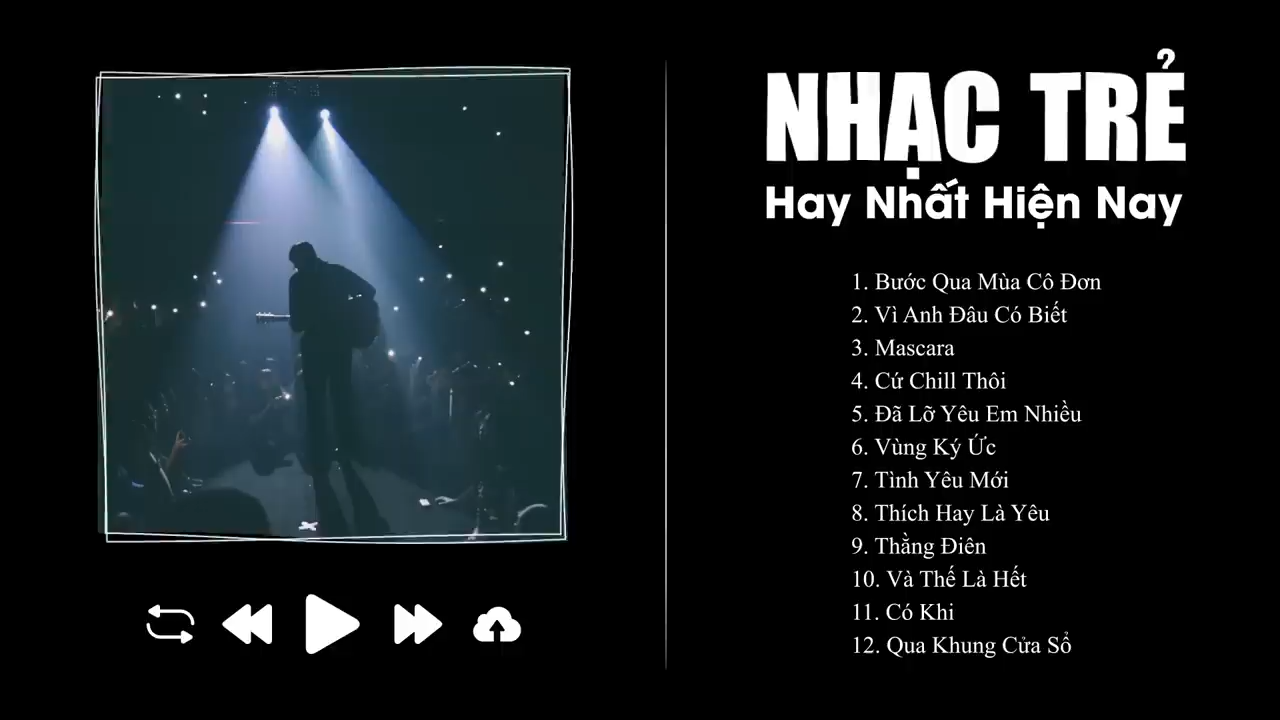 NHẠC TRẺ
Hay Nhất Hiện Nay
1. Bước Qua Mùa Cô Đơn
2. Vì Anh Đâu Có Biết
3. Mascara
4. Cứ Chill Thôi
5. Đã Lỡ Yêu Em Nhiều
6. Vùng Ký Ức
7. Tình Yêu Mới
8. Thích Hay Là Yêu
9. Thằng Điên
10. Và Thế Là Hết
11. Có Khi
12. Qua Khung Cửa Sổ